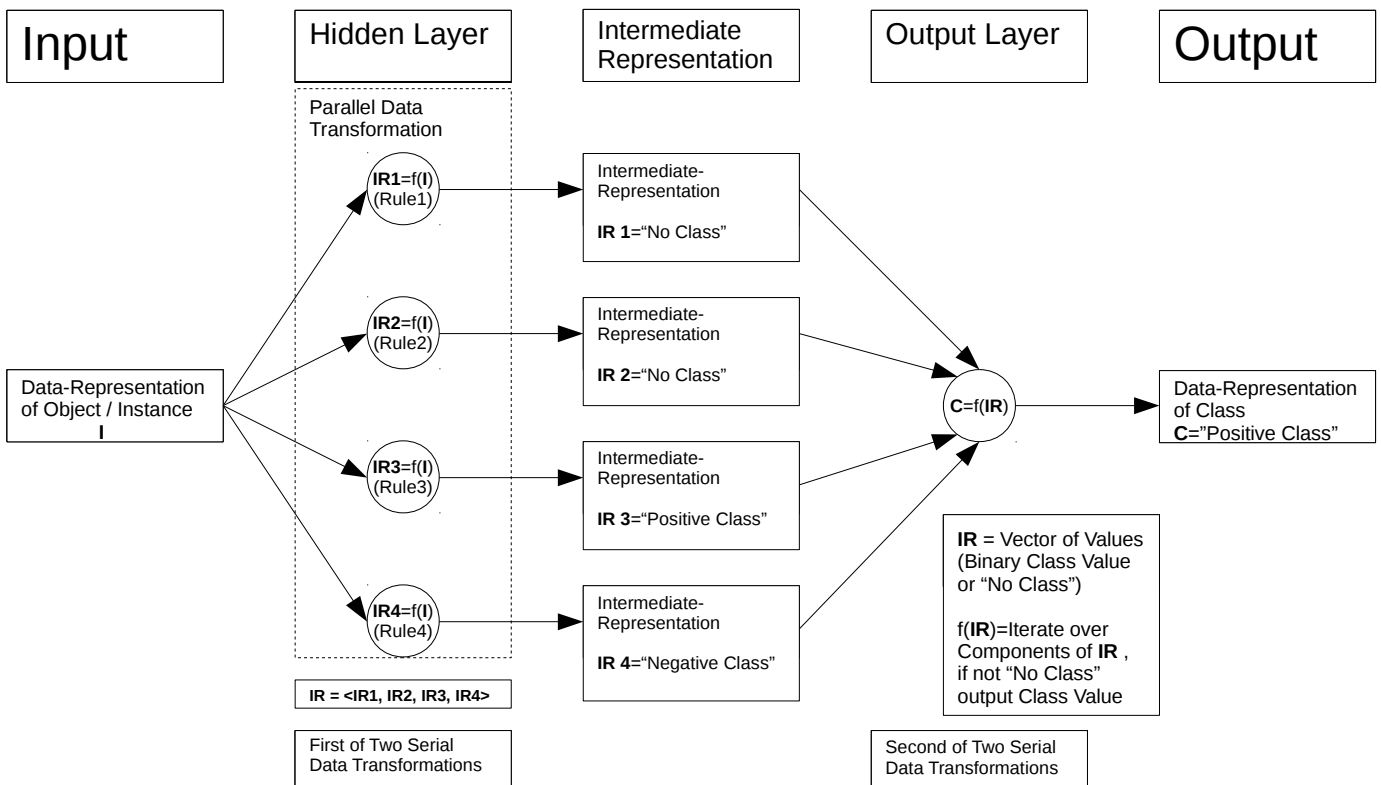 Input
Hidden Layer
Intermediate
Representation
Output Layer
Output
Parallel Data
Transformation
IR1=f(I)
(Rule1)
Intermediate-
Representation
IR 1=“No Class”
IR2=f(I)
(Rule2)
Intermediate-
Representation
IR 2=“No Class”
Data-Representation
of Object / Instance
I
C=f(IR)
Data-Representation
of Class
C=”Positive Class”
IR3=f(I)
(Rule3)
Intermediate-
Representation
IR 3=“Positive Class”
IR4=f(I)
(Rule4)
Intermediate-
Representation
IR 4=“Negative Class”
IR = Vector of Values
(Binary Class Value
or “No Class”)
f(IR)=Iterate over
Components of IR ,
if not “No Class”
output Class Value
IR = <IR1, IR2, IR3, IR4>
First of Two Serial
Data Transformations
Second of Two Serial
Data Transformations